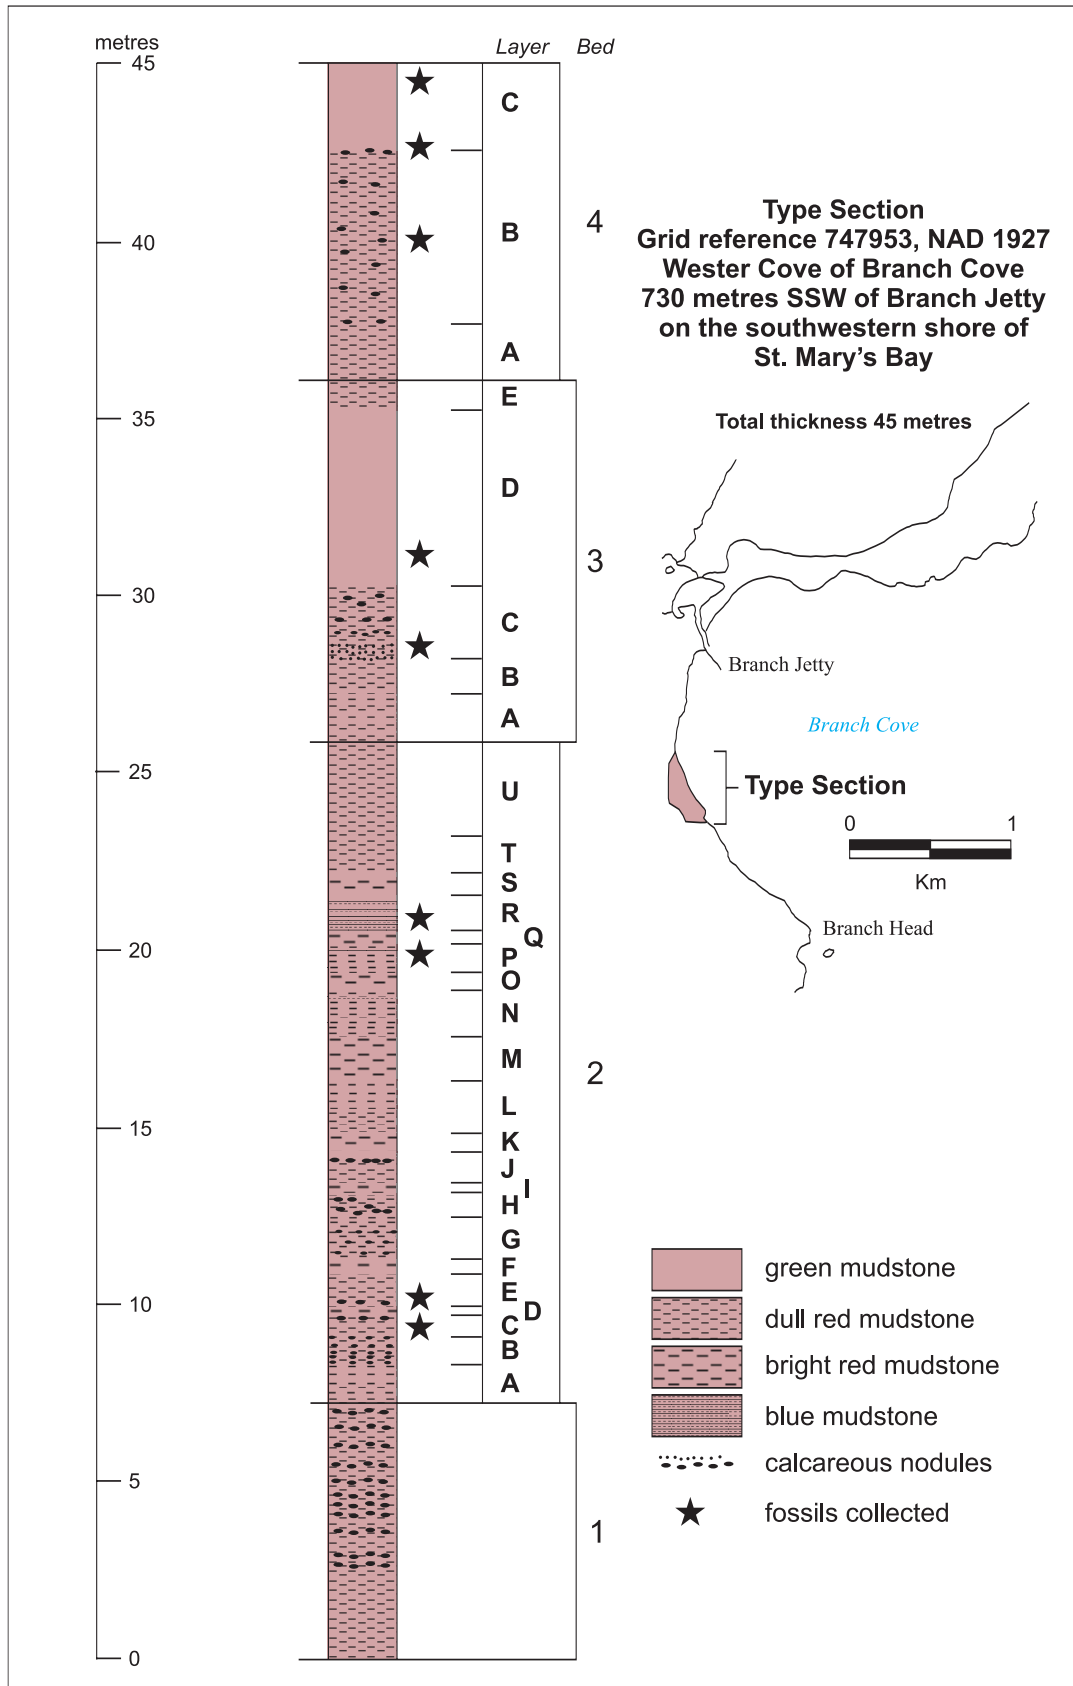 metres
Layer
Bed
45
40
35
30
25
20
15
10
5
0
C
B
A
E
D
C
B
A
U
T
S
R
Q
P
O
N
M
L
K
J
I
H
G
F
E
D
C
B
A
4
3
2
1
Type Section
Grid reference 747953, NAD 1927
Wester Cove of Branch Cove
730 metres SSW of Branch Jetty
on the southwestern shore of
St. Mary's Bay
Total thickness 45 metres
Branch Jetty
Branch Cove
Type Section
0 1
Km
Branch Head
green mudstone
dull red mudstone
bright red mudstone
blue mudstone
calcareous nodules
fossils collected